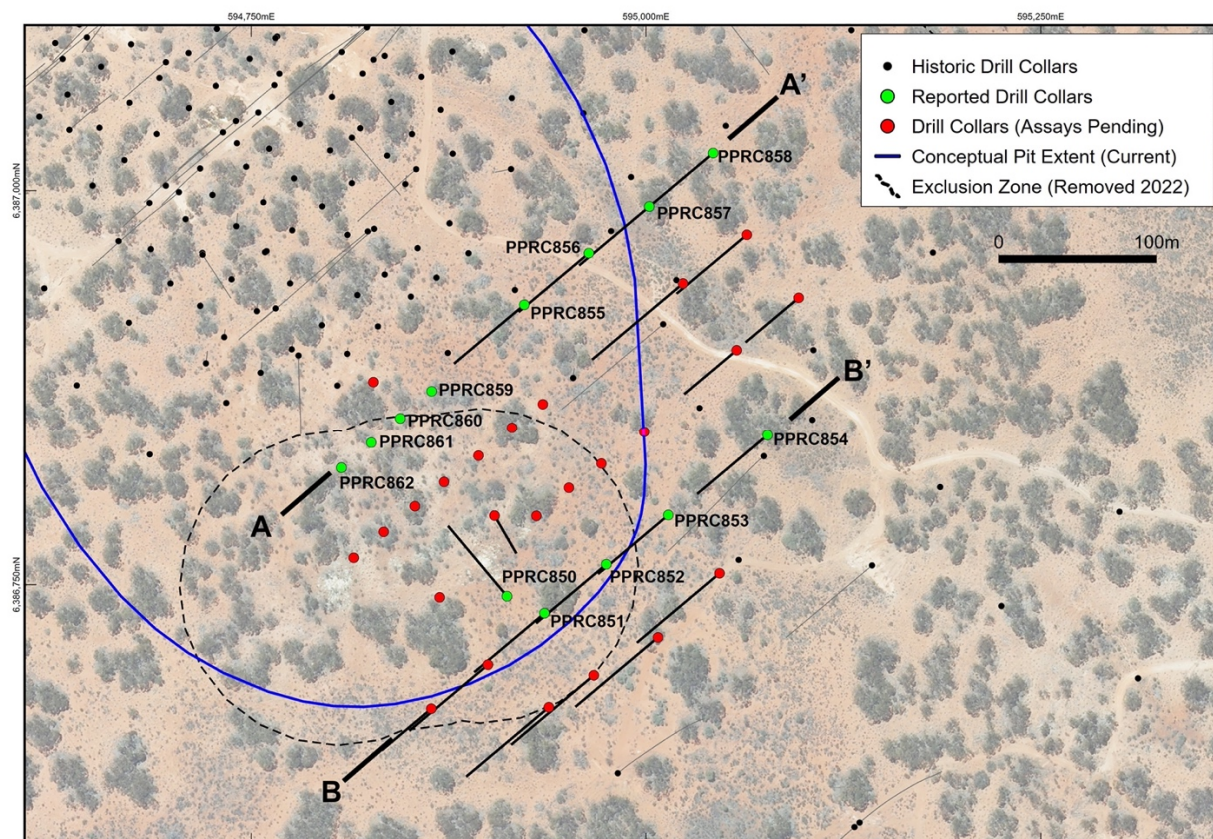 594,750mE
595,000mE
595,250mE
6,387,000mN
6,386,750mN
Historic Drill Collars
Reported Drill Collars
Drill Collars (Assays Pending)
Conceptual Pit Extent (Current)
Exclusion Zone (Removed 2022)
0
100m
A'
PPRC858
PPRC857
PPRC856
PPRC855
B'
PPRC859
PPRC860
PPRC854
PPRC861
PPRC862
A
PPRC853
PPRC850
PPRC852
PPRC851
B